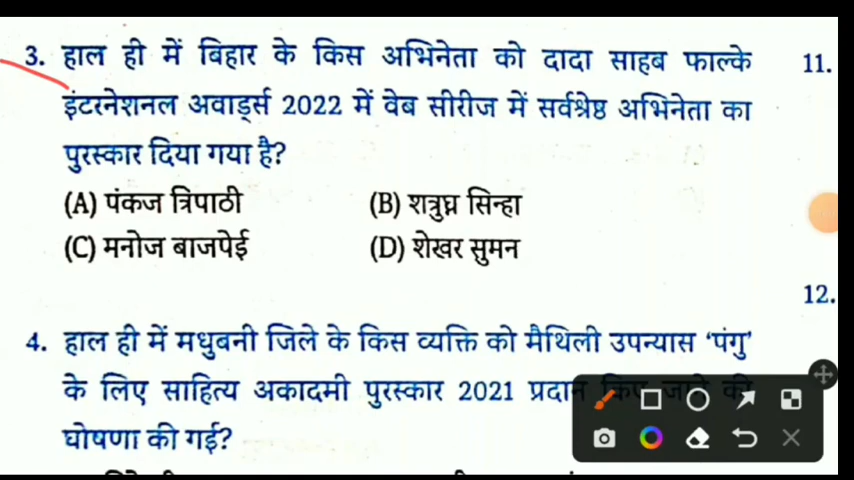 3. हाल ही में बिहार के किस अभिनेता को दादा साहब फाल्के
इंटरनेशनल अवार्ड्स 2022 में वेब सीरीज में सर्वश्रेष्ठ अभिनेता का
पुरस्कार दिया गया है?
(A) पंकज त्रिपाठी (B) शत्रुघ्न सिन्हा
(C) मनोज बाजपेई (D) शेखर सुमन
4. हाल ही में मधुबनी जिले के किस व्यक्ति को मैथिली उपन्यास ‘पंगु’
के लिए साहित्य अकादमी पुरस्कार 2021 प्रदान किए जाने की
घोषणा की गई?
11.
12.